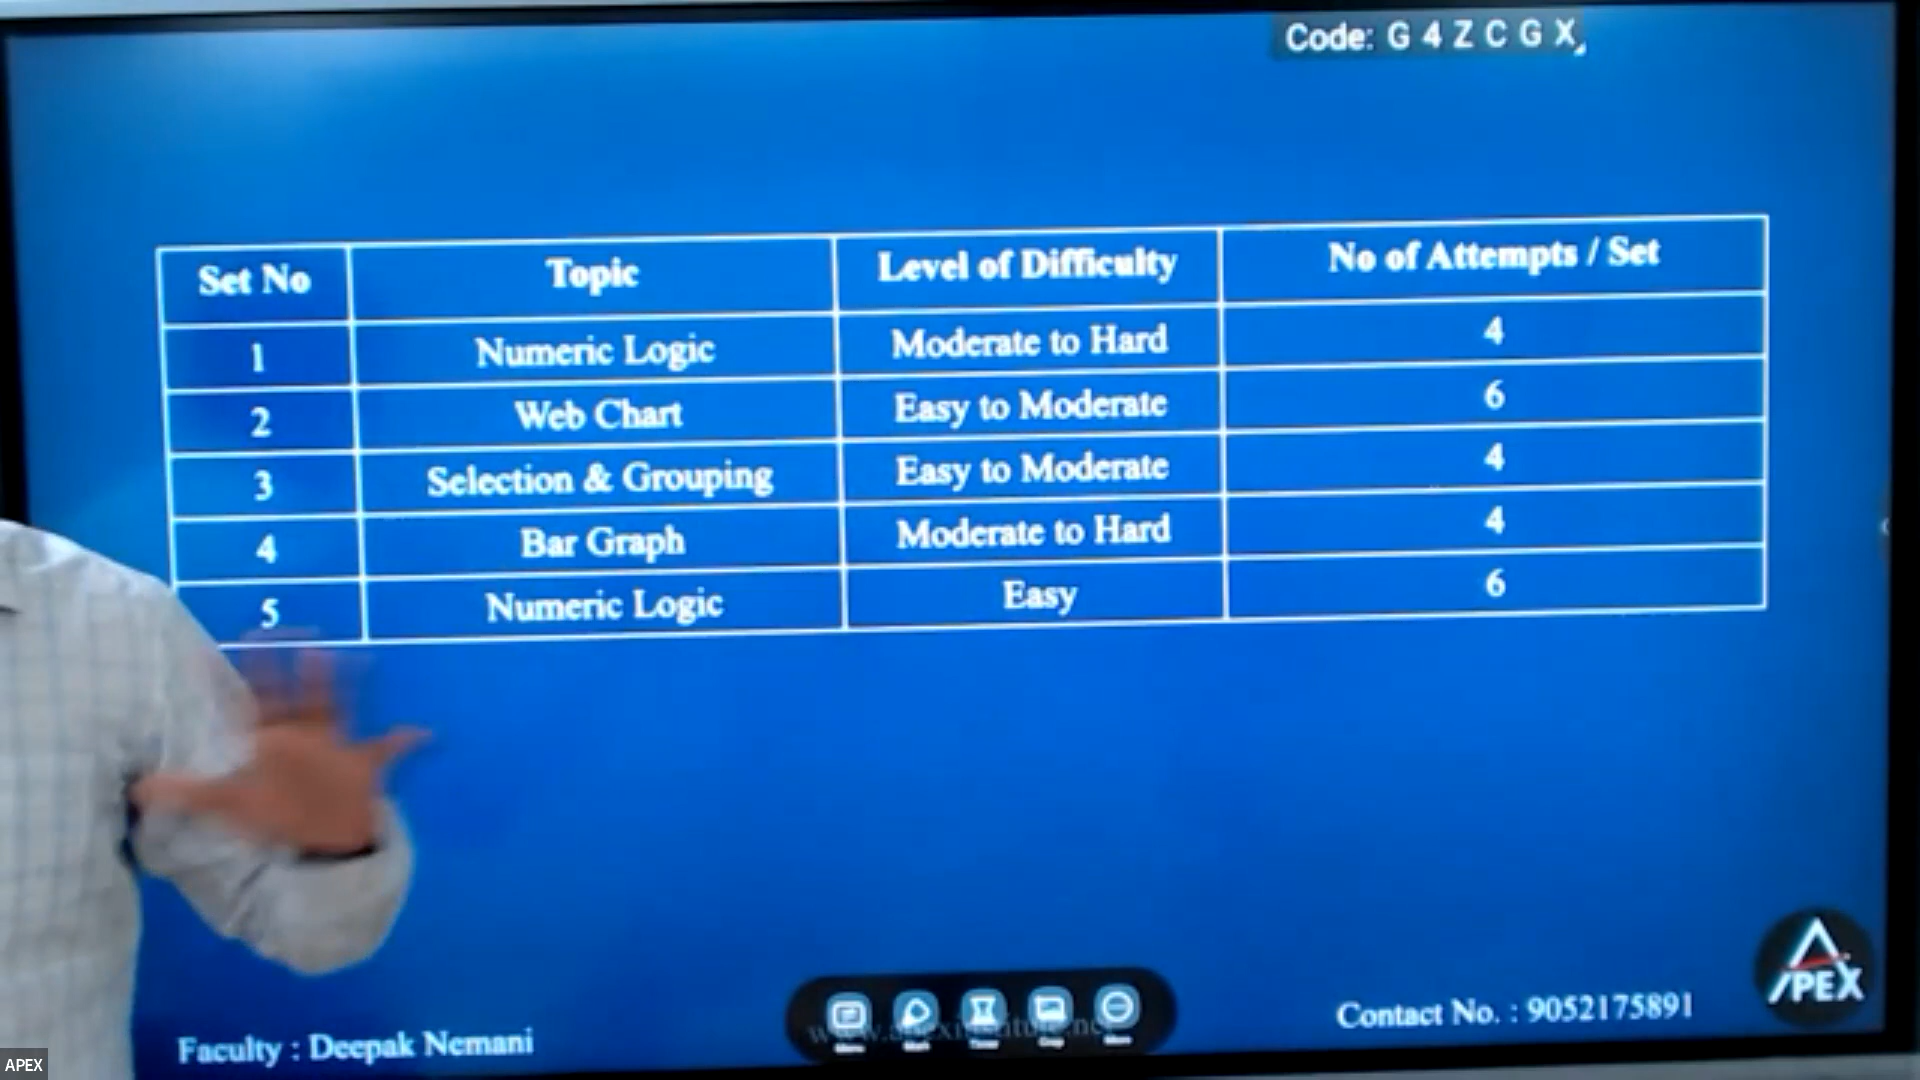 Code: G 4 Z C G X
Set No Topic Level of Difficulty No of Attempts / Set
1 Numeric Logic Moderate to Hard 4
2 Web Chart Easy to Moderate 6
3 Selection & Grouping Easy to Moderate 4
4 Bar Graph Moderate to Hard 4
5 Numeric Logic Easy 6
APEX
Contact No. : 9052175891
Faculty : Deepak Nemani
APEX